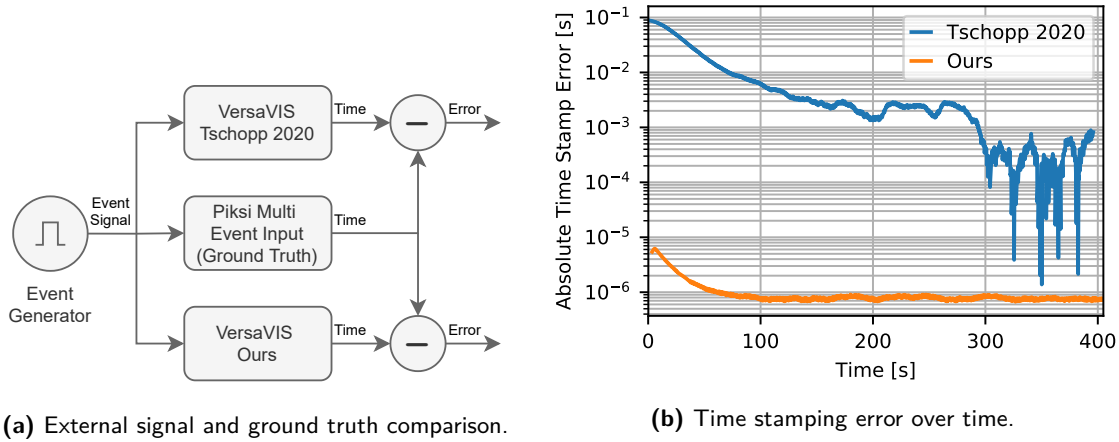 VersaVIS
Tschopp 2020
Time
Error
Event
Signal
Piksi Multi
Event Input
(Ground Truth)
Time
Event
Generator
VersaVIS
Ours
Time
Error
(a) External signal and ground truth comparison.
Absolute Time Stamp Error [s]
10⁻¹
10⁻²
10⁻³
10⁻⁴
10⁻⁵
10⁻⁶
Tschopp 2020
Ours
0 100 200 300 400
Time [s]
(b) Time stamping error over time.